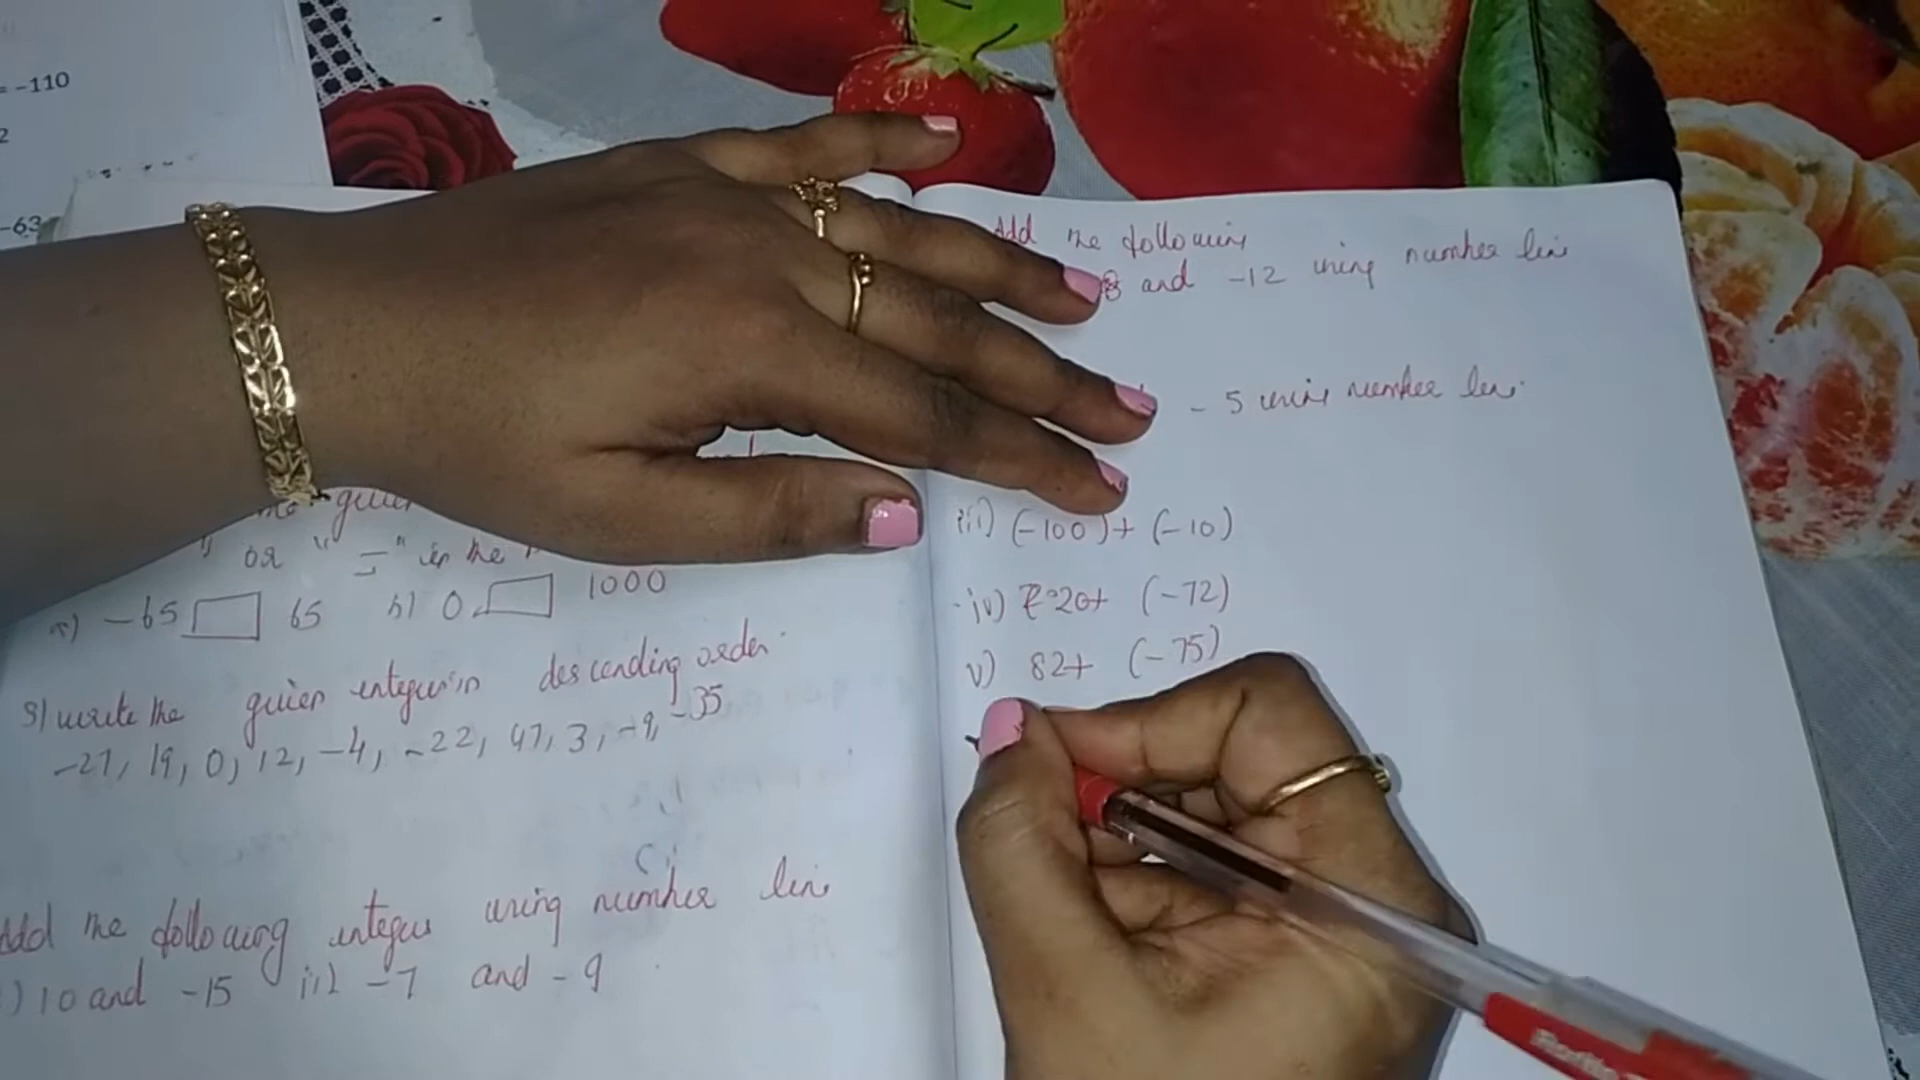 = -110
2
-63
or "=" in the
a) -65 65 b) 0 1000
8) write the given integers in descending order.
-27, 19, 0, 12, -4, -22, 47, 3, -9, -35
Add the following integers using number line
) 10 and -15 ii) -7 and -9
Add the following
8 and -12 using number line
- 5 using number line.
iii) (-100)+(-10)
iv) 20+ (-72)
v) 82+ (-75)